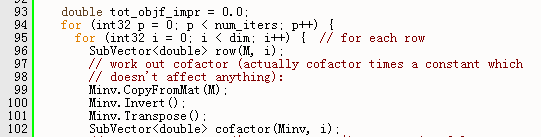 93 double tot_objf_impr = 0.0;
94 for (int32 p = 0; p < num_iters; p++) {
95 for (int32 i = 0; i < dim; i++) { // for each row
96 SubVector<double> row(M, i);
97 // work out cofactor (actually cofactor times a constant which
98 // doesn't affect anything):
99 Minv.CopyFromMat(M);
100 Minv.Invert();
101 Minv.Transpose();
102 SubVector<double> cofactor(Minv, i);